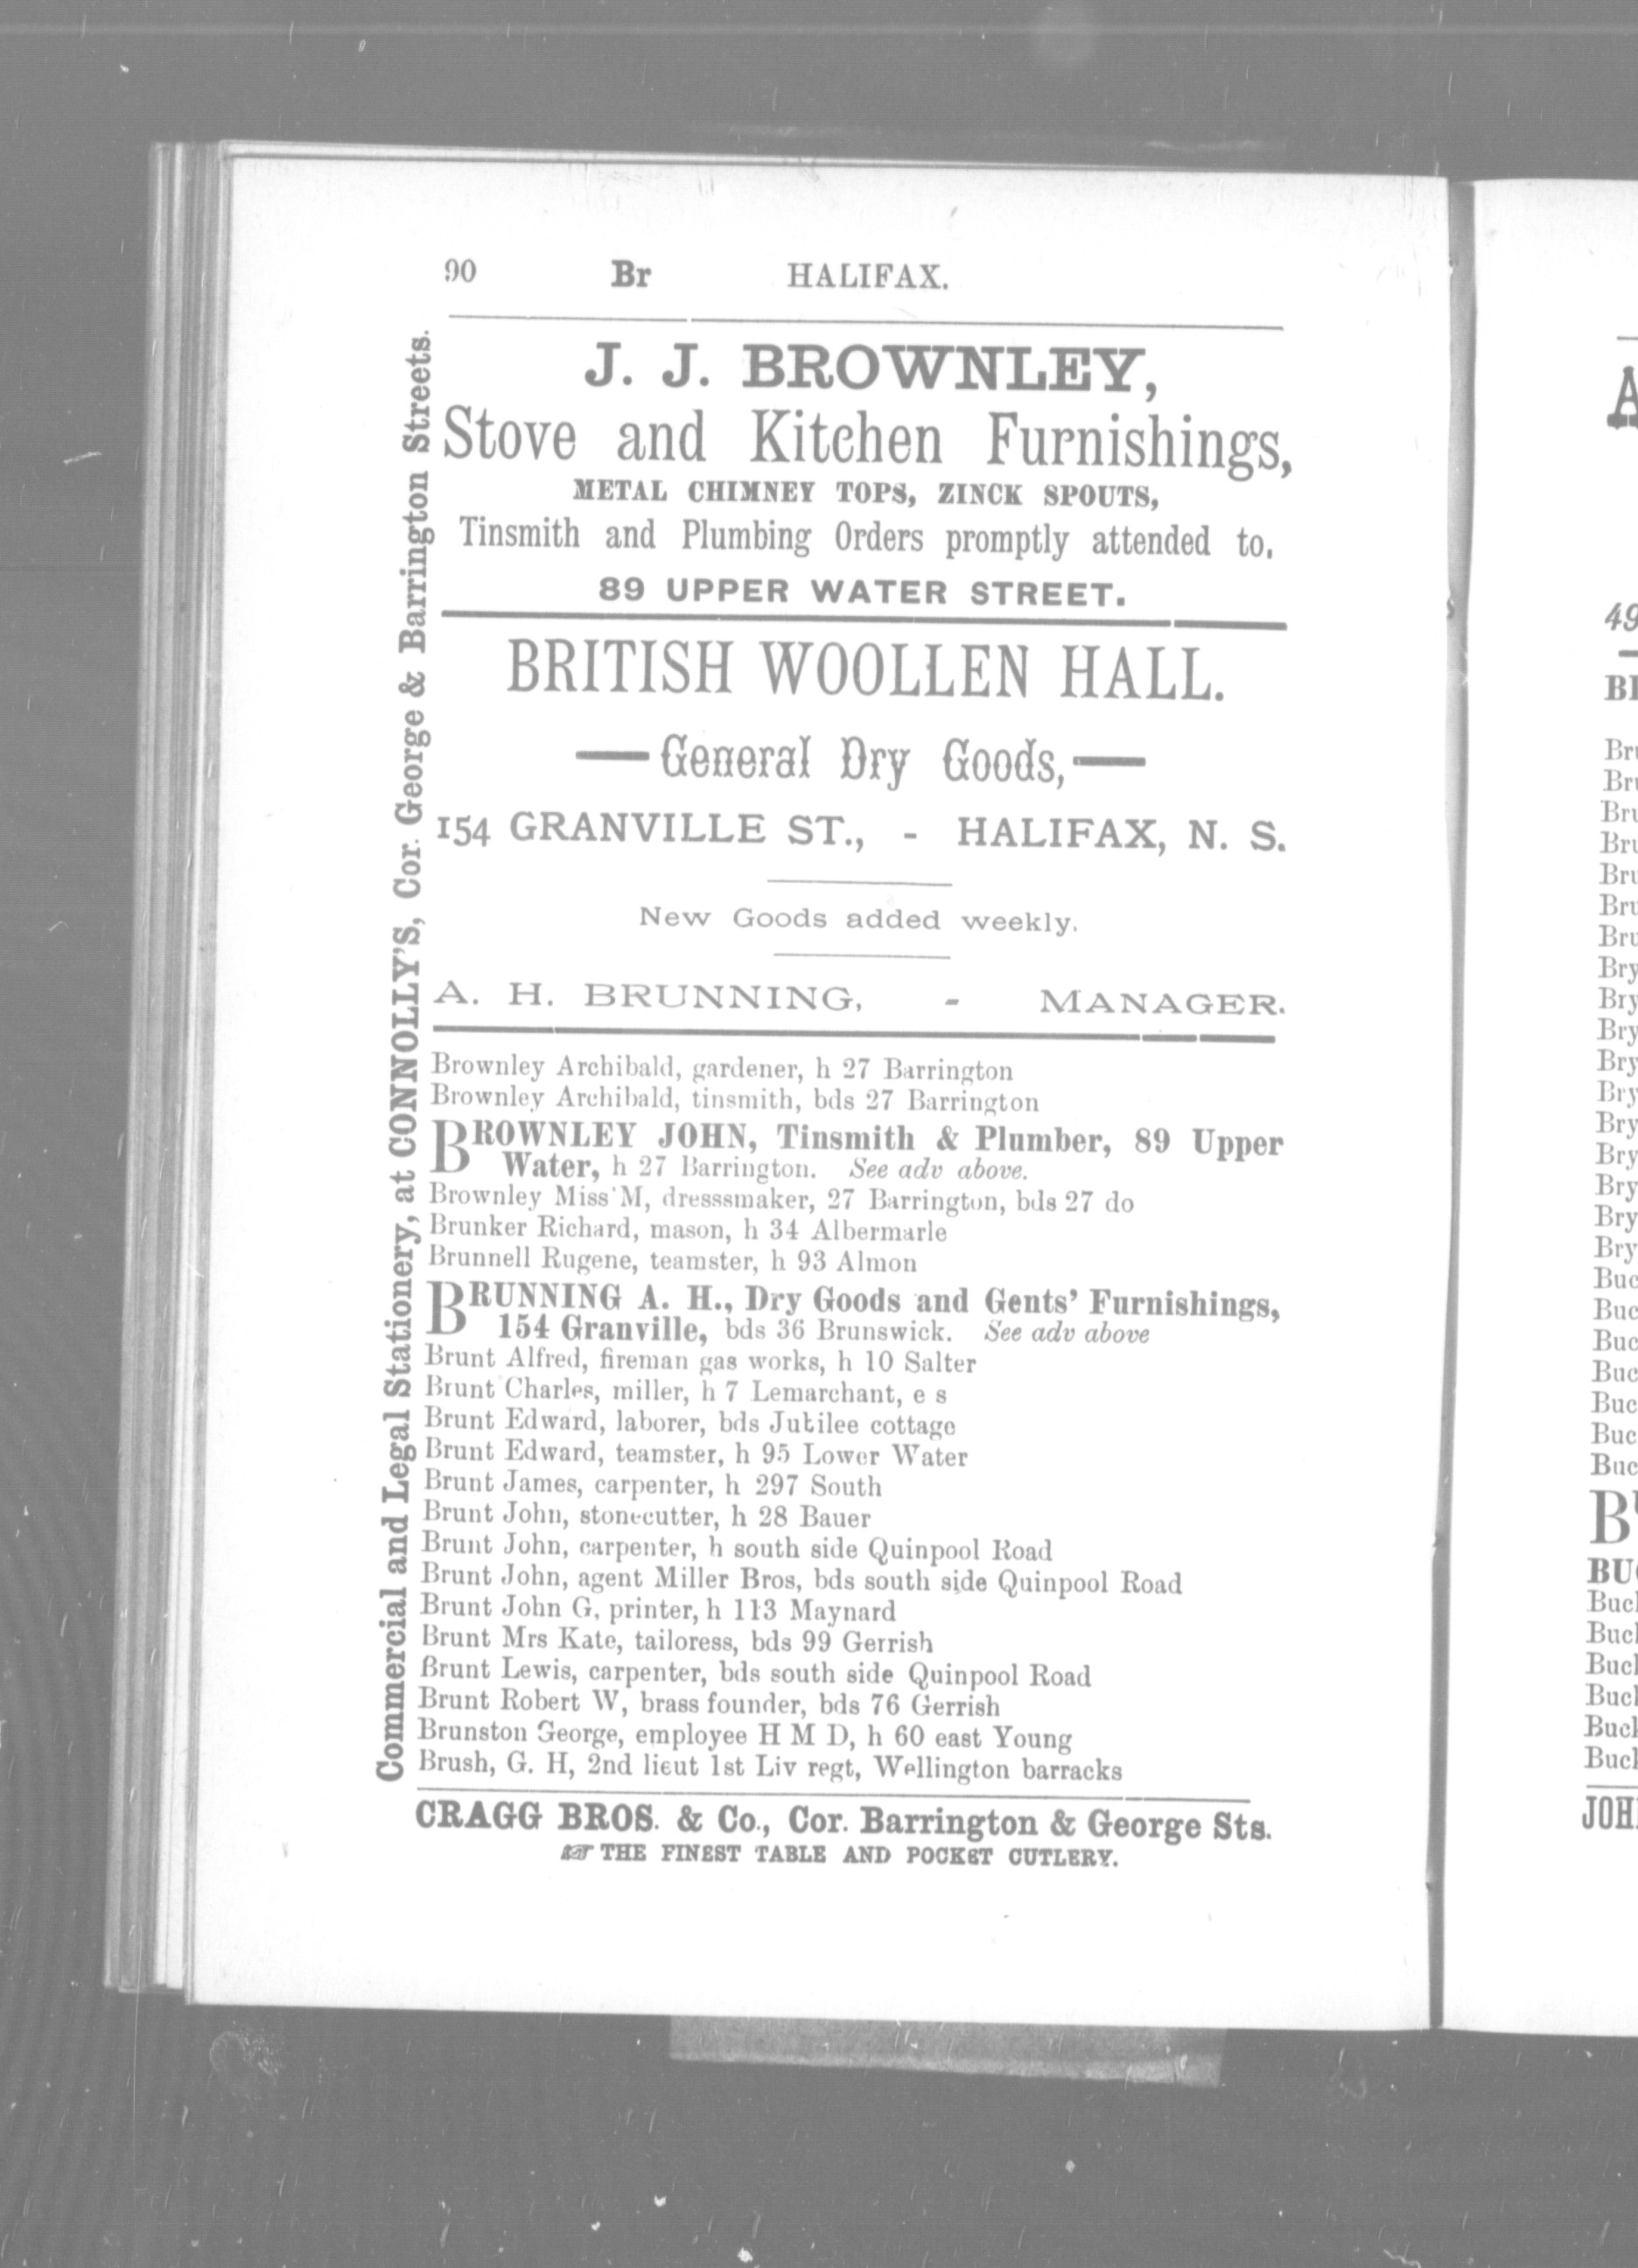 90 Br HALIFAX.
J. J. BROWNLEY,
Stove and Kitchen Furnishings,
METAL CHIMNEY TOPS, ZINCK SPOUTS,
Tinsmith and Plumbing Orders promptly attended to.
89 UPPER WATER STREET.
BRITISH WOOLLEN HALL.
— General Dry Goods, —
154 GRANVILLE ST., - HALIFAX, N. S.
New Goods added weekly.
A. H. BRUNNING, - MANAGER.
Brownley Archibald, gardener, h 27 Barrington
Brownley Archibald, tinsmith, bds 27 Barrington
BROWNLEY JOHN, Tinsmith & Plumber, 89 Upper
Water, h 27 Barrington. See adv above.
Brownley Miss M, dresssmaker, 27 Barrington, bds 27 do
Brunker Richard, mason, h 34 Albermarle
Brunnell Rugene, teamster, h 93 Almon
BRUNNING A. H., Dry Goods and Gents' Furnishings,
154 Granville, bds 36 Brunswick. See adv above
Brunt Alfred, fireman gas works, h 10 Salter
Brunt Charles, miller, h 7 Lemarchant, e s
Brunt Edward, laborer, bds Jubilee cottage
Brunt Edward, teamster, h 95 Lower Water
Brunt James, carpenter, h 297 South
Brunt John, stonecutter, h 28 Bauer
Brunt John, carpenter, h south side Quinpool Road
Brunt John, agent Miller Bros, bds south side Quinpool Road
Brunt John G, printer, h 113 Maynard
Brunt Mrs Kate, tailoress, bds 99 Gerrish
Brunt Lewis, carpenter, bds south side Quinpool Road
Brunt Robert W, brass founder, bds 76 Gerrish
Brunston George, employee H M D, h 60 east Young
Brush, G. H, 2nd lieut 1st Liv regt, Wellington barracks
CRAGG BROS. & Co., Cor. Barrington & George Sts.
☞ THE FINEST TABLE AND POCKET CUTLERY.
Commercial and Legal Stationery, at CONNOLLY'S, Cor. George & Barrington Streets.